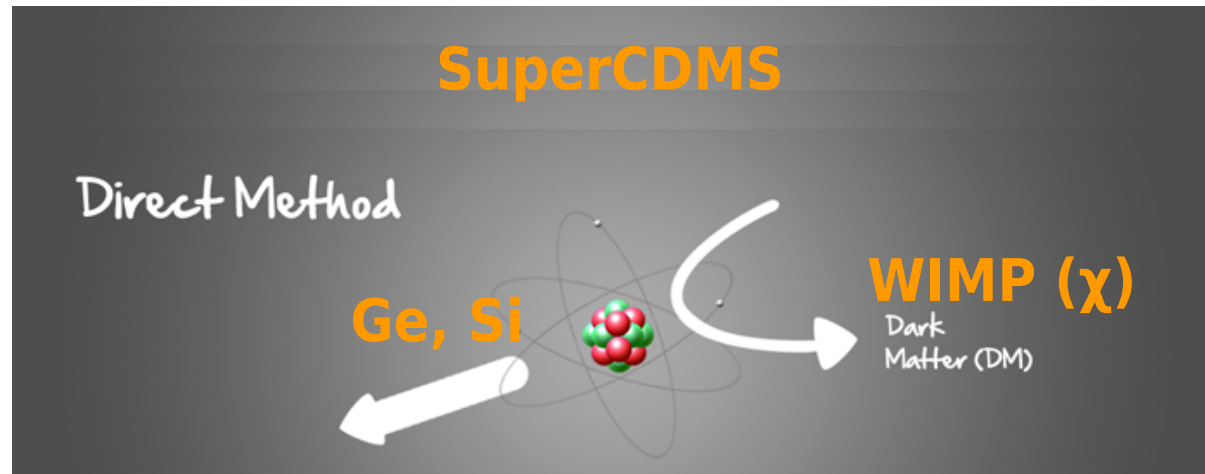 SuperCDMS
Direct Method
WIMP (χ)
Ge, Si
Dark
Matter (DM)